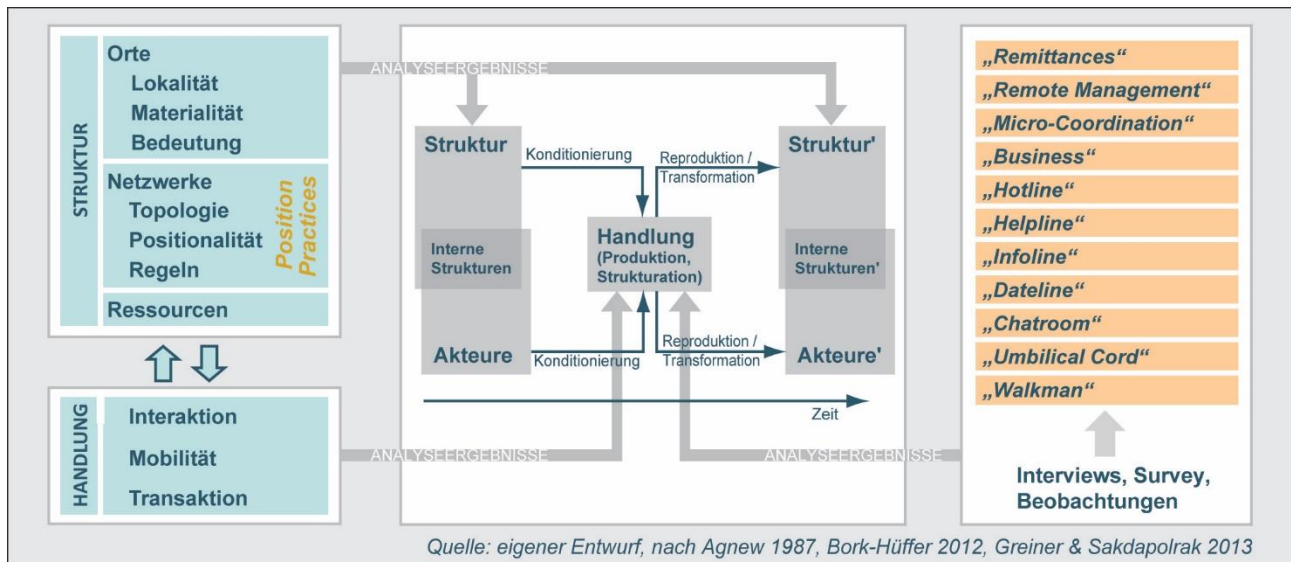 STRUKTUR
Orte
Lokalität
Materialität
Bedeutung
Netzwerke
Topologie
Positionalität
Regeln
Position
Practices
Ressourcen
HANDLUNG
Interaktion
Mobilität
Transaktion
ANALYSEERGEBNISSE
Struktur
Interne
Strukturen
Akteure
Konditionierung
Konditionierung
Handlung
(Produktion,
Strukturation)
Reproduktion /
Transformation
Reproduktion /
Transformation
Struktur'
Interne
Strukturen'
Akteure'
Zeit
ANALYSEERGEBNISSE
ANALYSEERGEBNISSE
„Remittances“
„Remote Management“
„Micro-Coordination“
„Business“
„Hotline“
„Helpline“
„Infoline“
„Dateline“
„Chatroom“
„Umbilical Cord“
„Walkman“
Interviews, Survey,
Beobachtungen
Quelle: eigener Entwurf, nach Agnew 1987, Bork-Hüffer 2012, Greiner & Sakdapolrak 2013